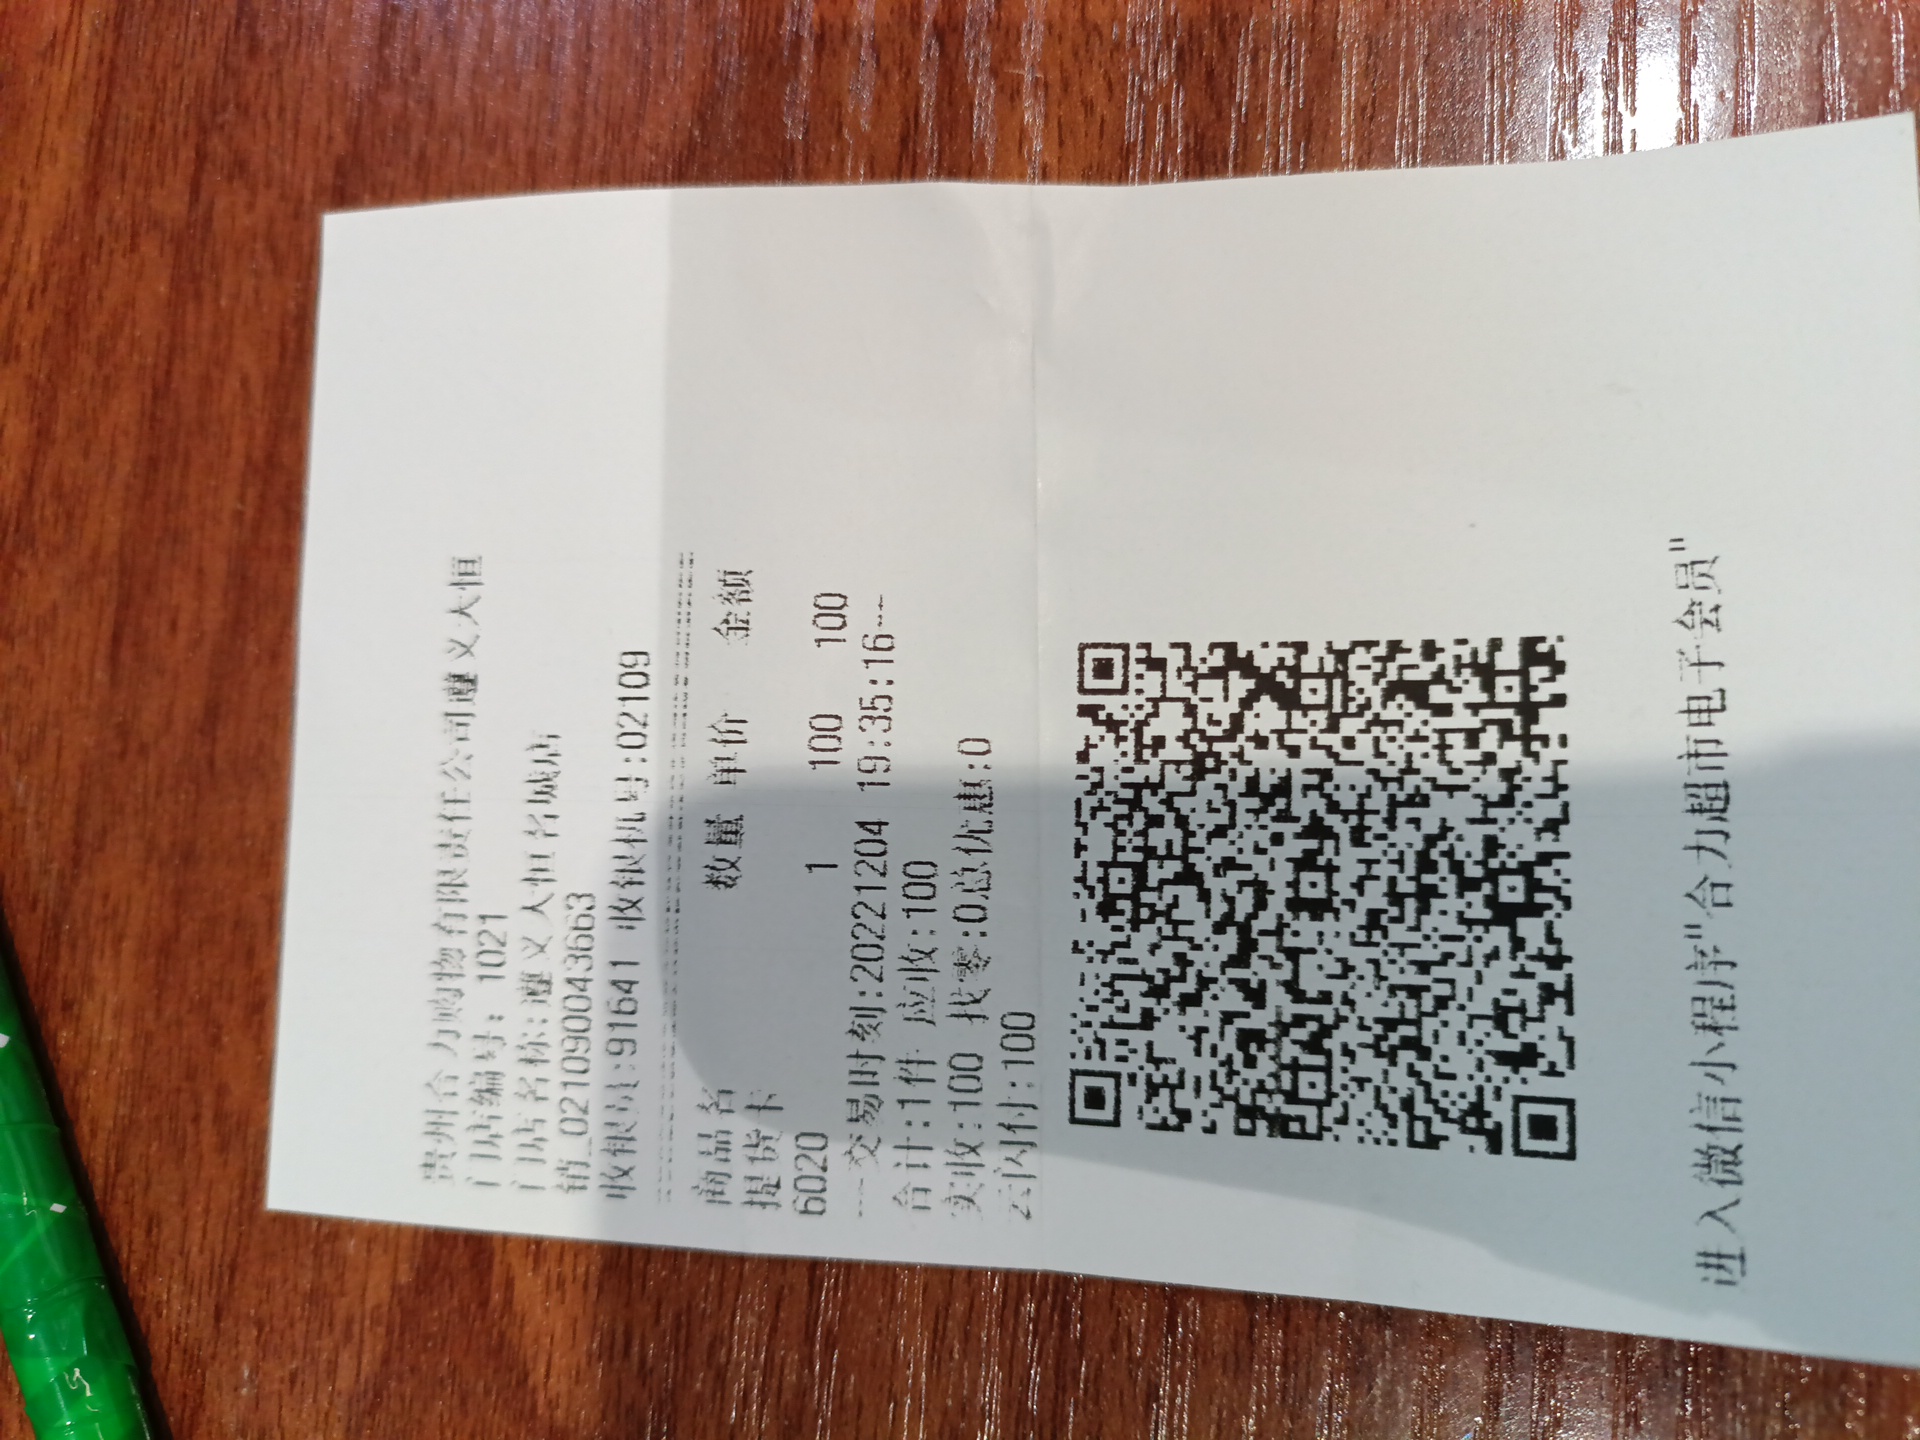 贵州合力购物有限责任公司遵义大恒
门店编号: 1021
门店名称:遵义大恒名城店
销_021090043663
收银员:91641 收银机号:02109
商品名 数量 单价 金额
提货卡
6020 1 100 100
---交易时刻:20221204 19:35:16---
合计:1件 应收:100
实收:100 找零:0总优惠:0
云闪付:100
进入微信小程序"合力超市电子会员"